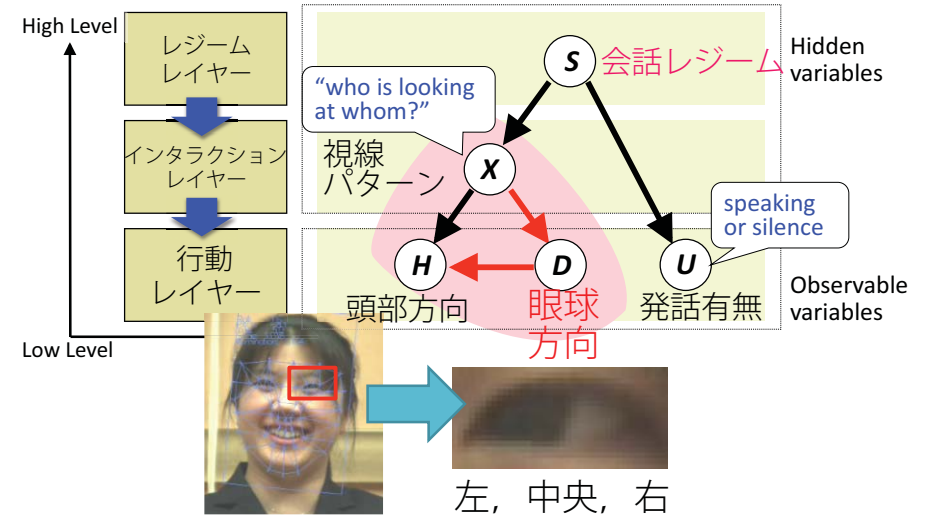 High Level
レジーム
レイヤー
インタラクション
レイヤー
行動
レイヤー
Low Level
S
会話レジーム
Hidden
variables
“who is looking
at whom?”
視線
パターン
X
speaking
or silence
H
D
U
頭部方向
眼球
方向
発話有無
Observable
variables
左，中央，右